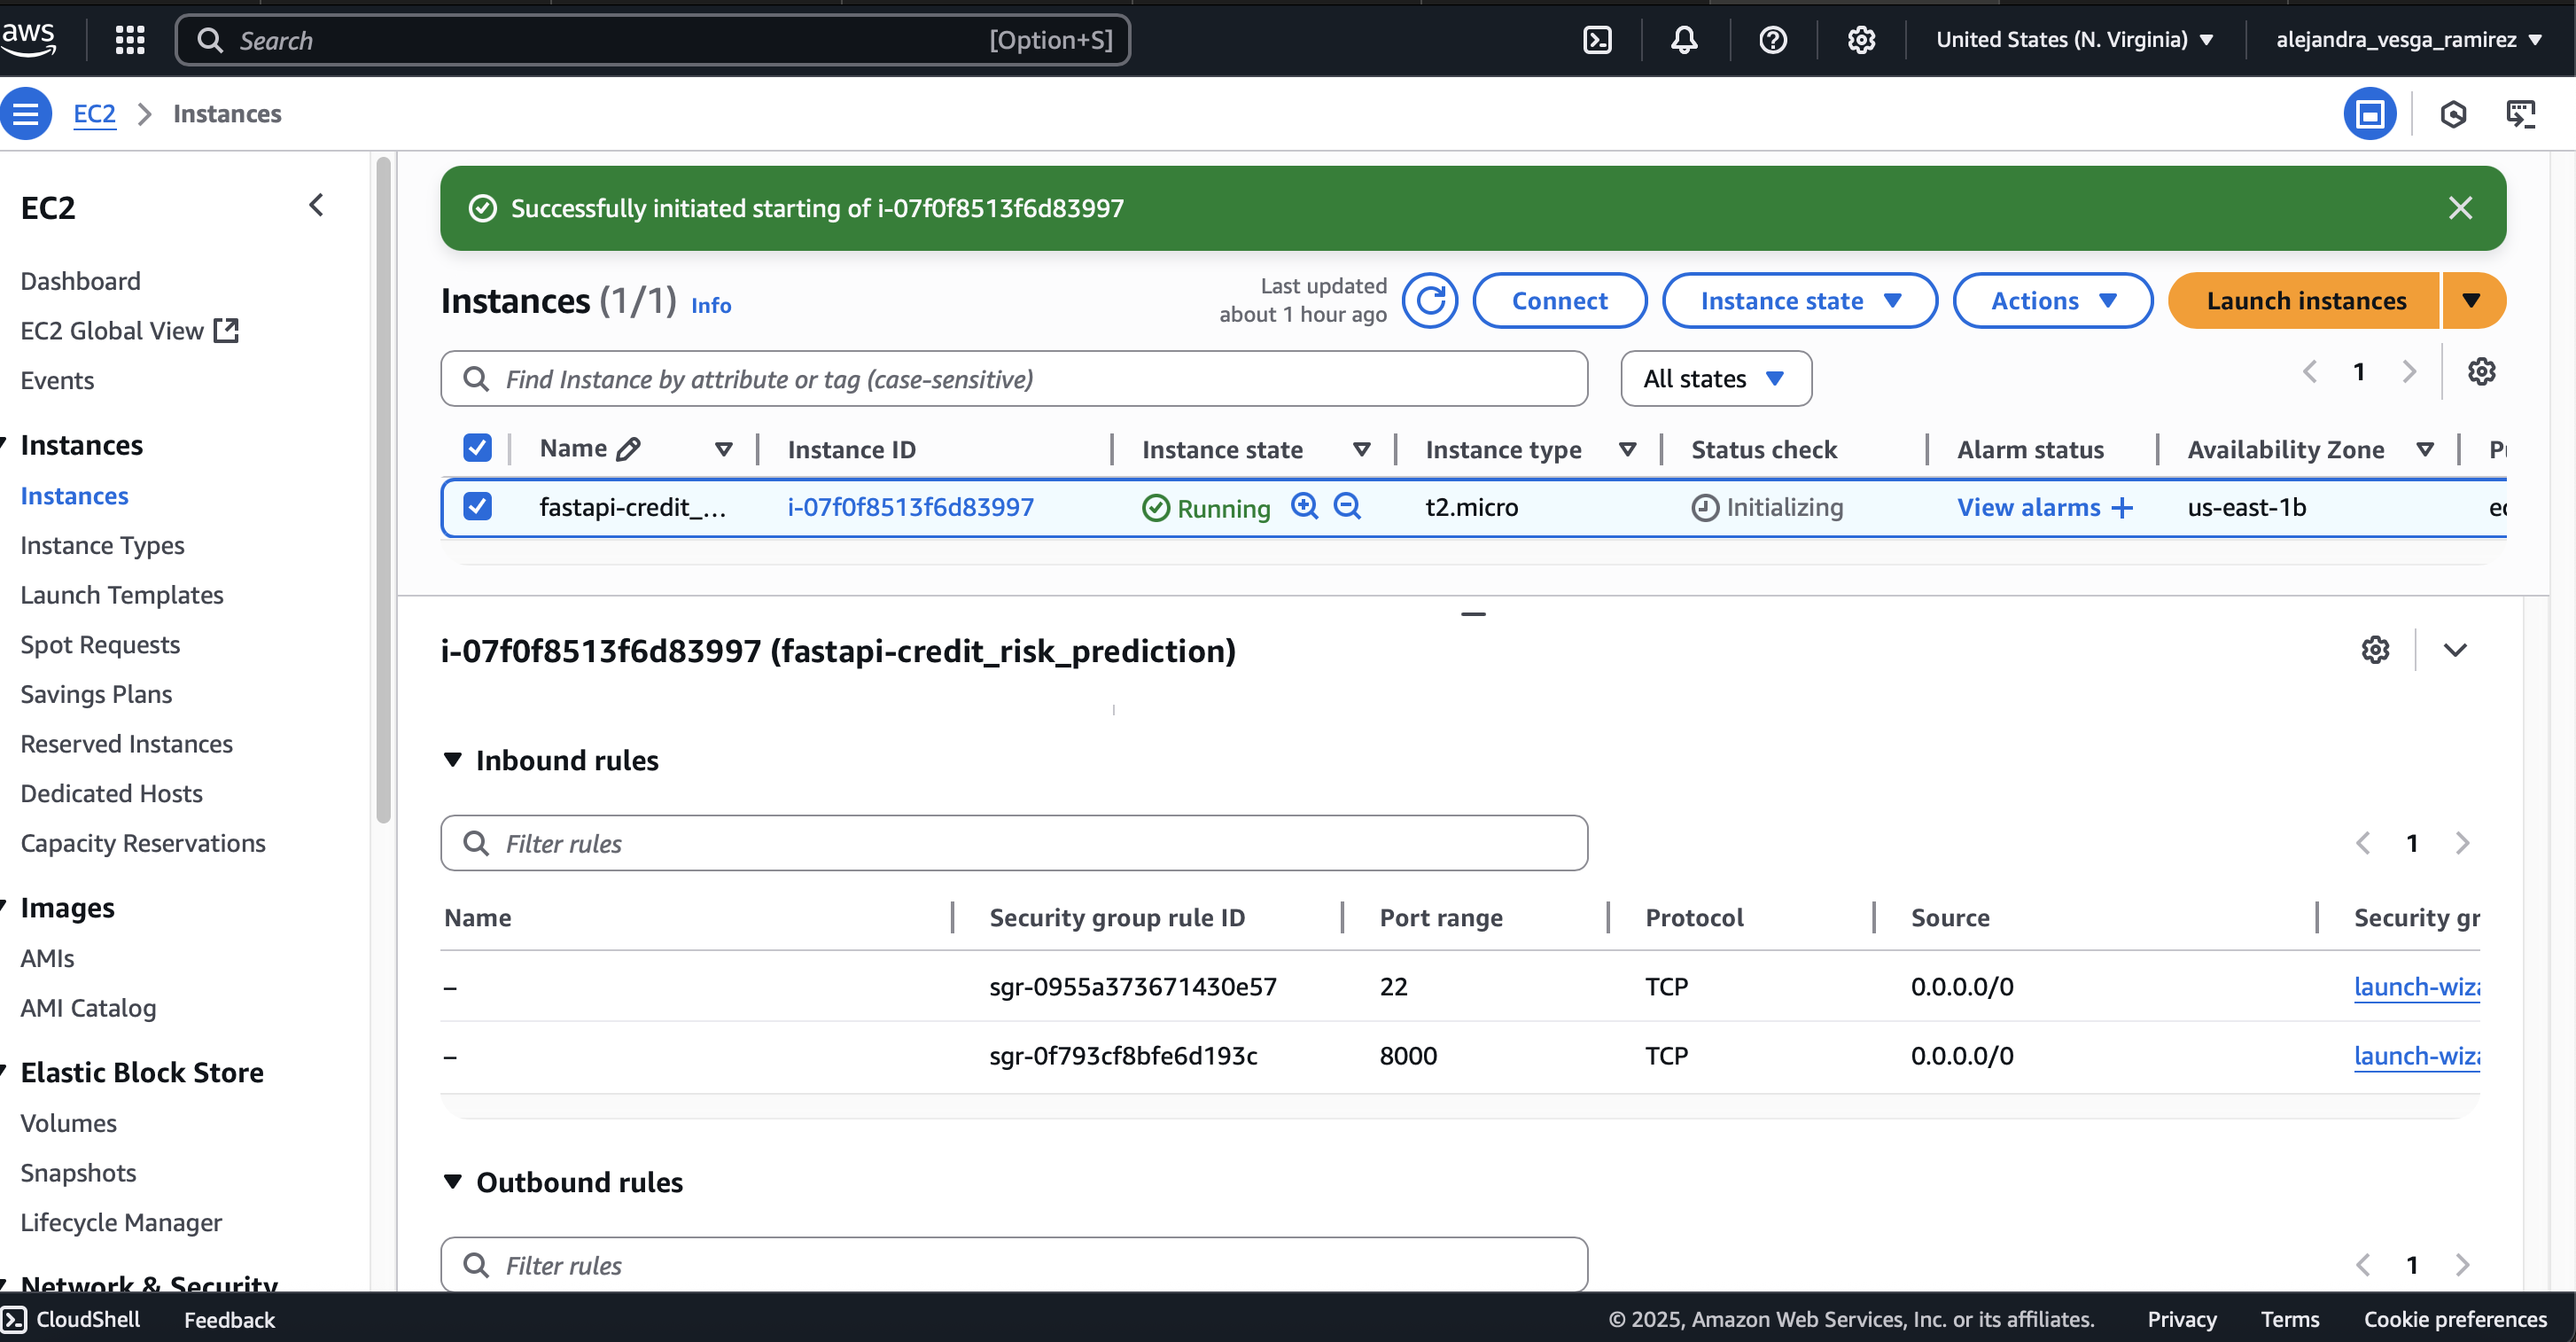 aws
Search [Option+S]
United States (N. Virginia)
alejandra_vesga_ramirez
EC2 Instances
EC2
Dashboard
EC2 Global View
Events
Instances
Instances
Instance Types
Launch Templates
Spot Requests
Savings Plans
Reserved Instances
Dedicated Hosts
Capacity Reservations
Images
AMIs
AMI Catalog
Elastic Block Store
Volumes
Snapshots
Lifecycle Manager
Network & Security
Successfully initiated starting of i-07f0f8513f6d83997
Instances (1/1) Info
Last updated
about 1 hour ago
Connect
Instance state
Actions
Launch instances
Find Instance by attribute or tag (case-sensitive)
All states
1
Name Instance ID Instance state Instance type Status check Alarm status Availability Zone
fastapi-credit_... i-07f0f8513f6d83997 Running t2.micro Initializing View alarms + us-east-1b
i-07f0f8513f6d83997 (fastapi-credit_risk_prediction)
Inbound rules
Filter rules
1
Name Security group rule ID Port range Protocol Source Security gr
– sgr-0955a373671430e57 22 TCP 0.0.0.0/0 launch-wiza
– sgr-0f793cf8bfe6d193c 8000 TCP 0.0.0.0/0 launch-wiza
Outbound rules
Filter rules
1
CloudShell Feedback
© 2025, Amazon Web Services, Inc. or its affiliates. Privacy Terms Cookie preferences